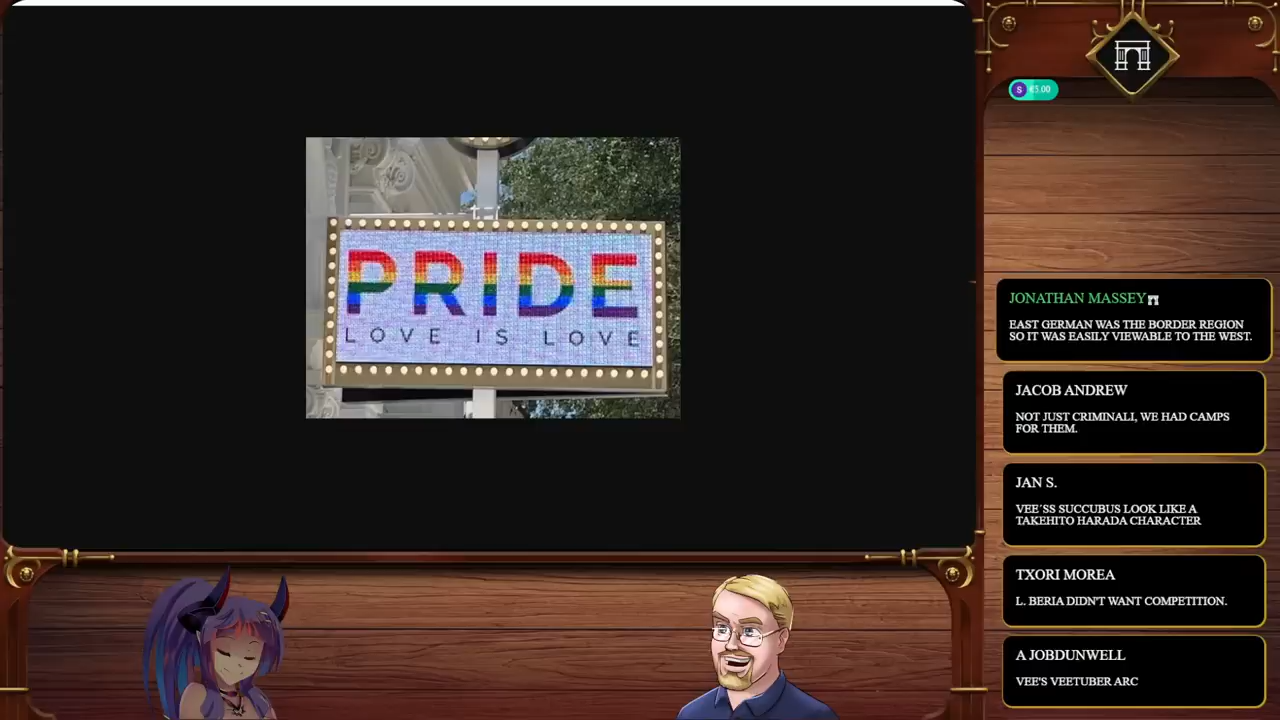 PRIDE
LOVE IS LOVE
S €5.00
JONATHAN MASSEY
EAST GERMAN WAS THE BORDER REGION
SO IT WAS EASILY VIEWABLE TO THE WEST.
JACOB ANDREW
NOT JUST CRIMINALI, WE HAD CAMPS
FOR THEM.
JAN S.
VEE´SS SUCCUBUS LOOK LIKE A
TAKEHITO HARADA CHARACTER
TXORI MOREA
L. BERIA DIDN'T WANT COMPETITION.
A JOBDUNWELL
VEE'S VEETUBER ARC